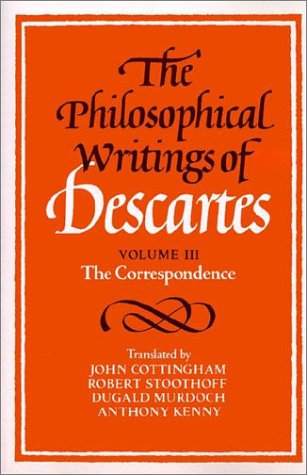 The
Philosophical
Writings of
Descartes
VOLUME III
The Correspondence
Translated by
JOHN COTTINGHAM
ROBERT STOOTHOFF
DUGALD MURDOCH
ANTHONY KENNY